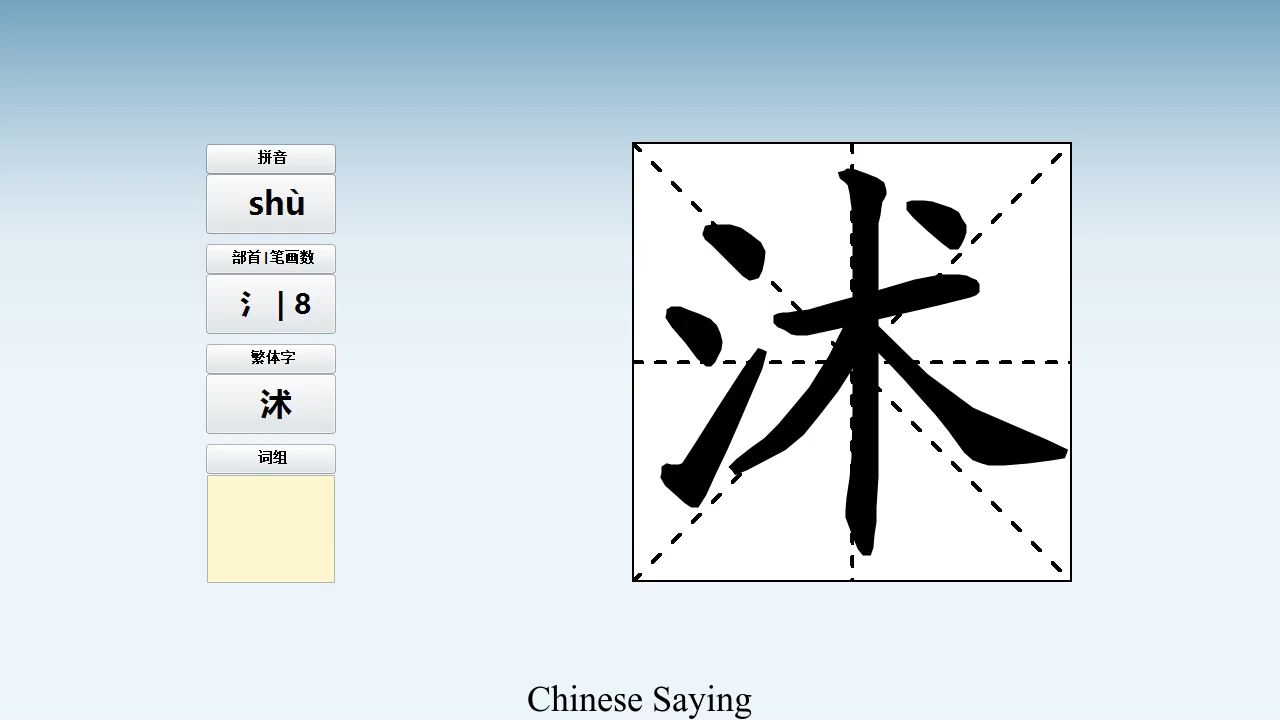 拼音
shù
部首|笔画数
氵 | 8
繁体字
沭
词组
沭
Chinese Saying